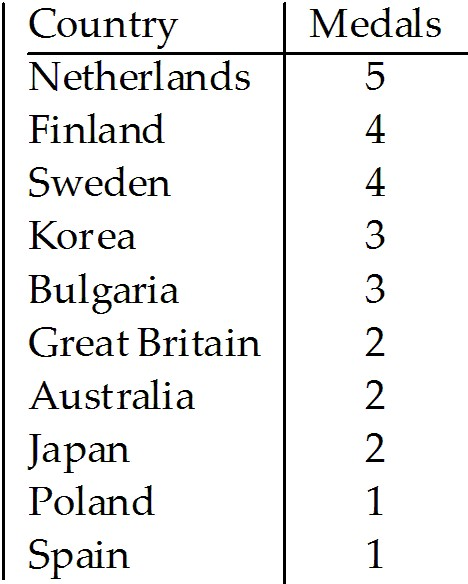 Country Medals
Netherlands 5
Finland 4
Sweden 4
Korea 3
Bulgaria 3
Great Britain 2
Australia 2
Japan 2
Poland 1
Spain 1